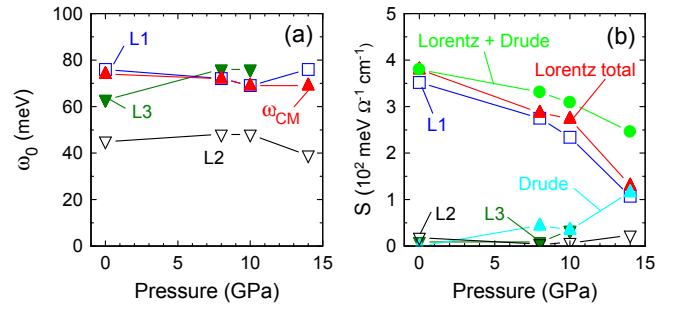 (a)
L1
L3
ω_CM
L2
ω₀ (meV)
100
80
60
40
20
0
0 5 10 15
Pressure (GPa)
(b)
Lorentz + Drude
Lorentz total
L1
Drude
L2
L3
S (10² meV Ω⁻¹ cm⁻¹)
5
4
3
2
1
0
0 5 10 15
Pressure (GPa)